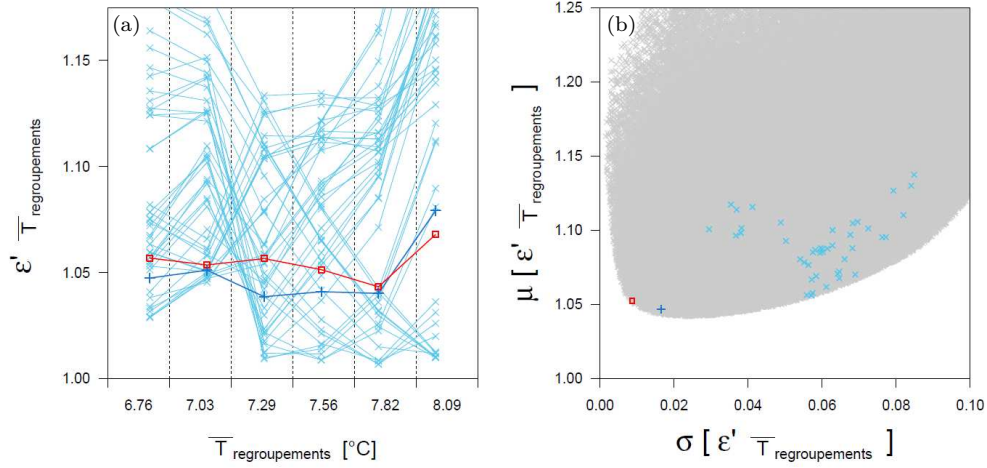 (a)
1.15
1.10
1.05
1.00
6.76 7.03 7.29 7.56 7.82 8.09
T regroupements [°C]
ε' T regroupements
(b)
1.25
1.20
1.15
1.10
1.05
1.00
0.00 0.02 0.04 0.06 0.08 0.10
σ [ ε' T regroupements ]
μ [ ε' T regroupements ]